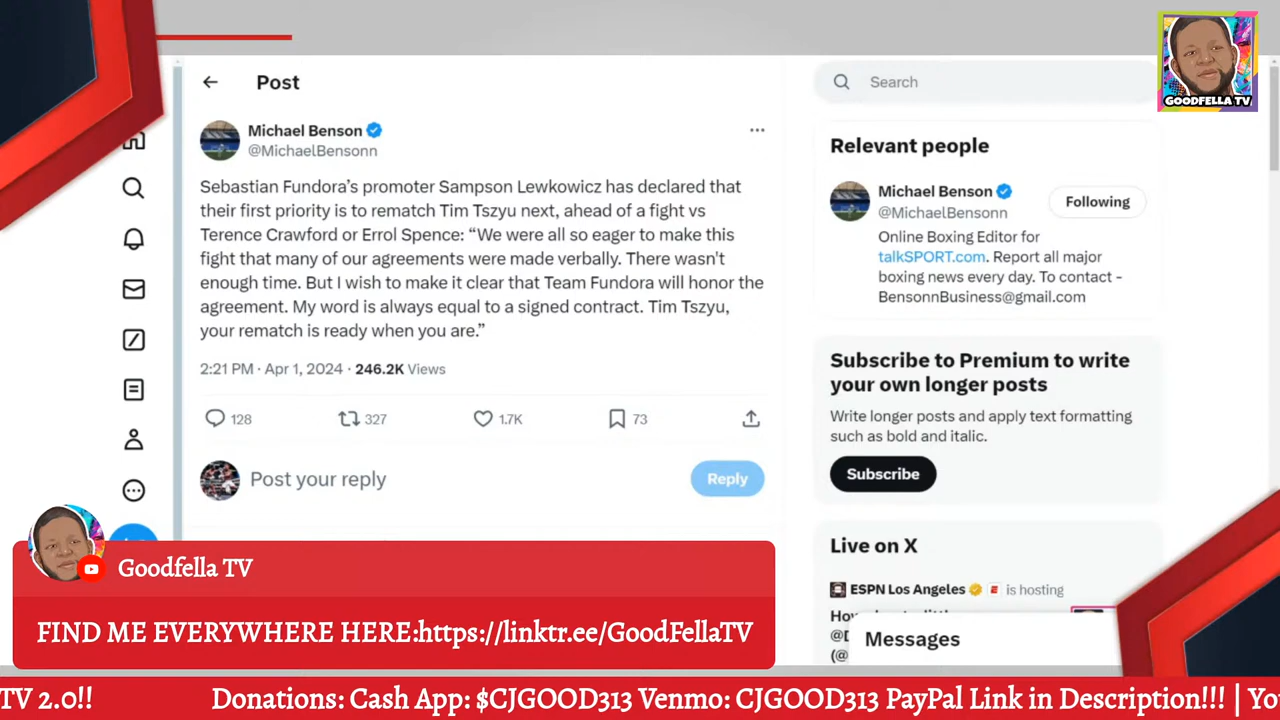 GOODFELLA TV
Post
Search
Michael Benson
@MichaelBensonn
Sebastian Fundora’s promoter Sampson Lewkowicz has declared that
their first priority is to rematch Tim Tszyu next, ahead of a fight vs
Terence Crawford or Errol Spence: “We were all so eager to make this
fight that many of our agreements were made verbally. There wasn't
enough time. But I wish to make it clear that Team Fundora will honor the
agreement. My word is always equal to a signed contract. Tim Tszyu,
your rematch is ready when you are.”
2:21 PM · Apr 1, 2024 · 246.2K Views
128 327 1.7K 73
Post your reply
Reply
Relevant people
Michael Benson
@MichaelBensonn
Following
Online Boxing Editor for
talkSPORT.com. Report all major
boxing news every day. To contact -
BensonnBusiness@gmail.com
Subscribe to Premium to write
your own longer posts
Write longer posts and apply text formatting
such as bold and italic.
Subscribe
Live on X
ESPN Los Angeles is hosting
Messages
Goodfella TV
FIND ME EVERYWHERE HERE:https://linktr.ee/GoodFellaTV
TV 2.0!! Donations: Cash App: $CJGOOD313 Venmo: CJGOOD313 PayPal Link in Description!!! | Yo